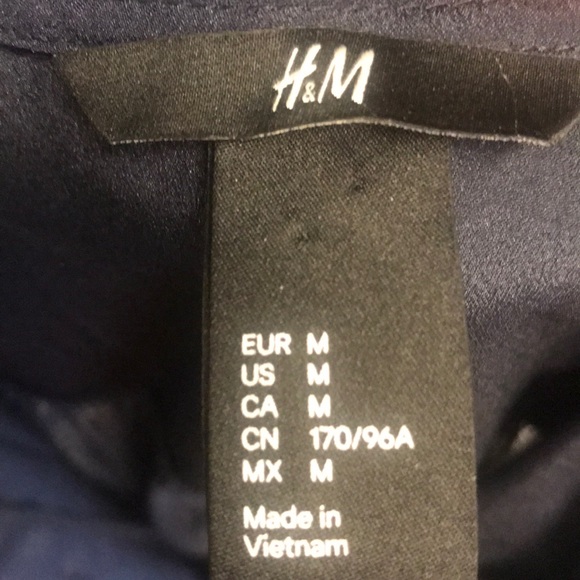 H&M
EUR M
US M
CA M
CN 170/96A
MX M
Made in
Vietnam